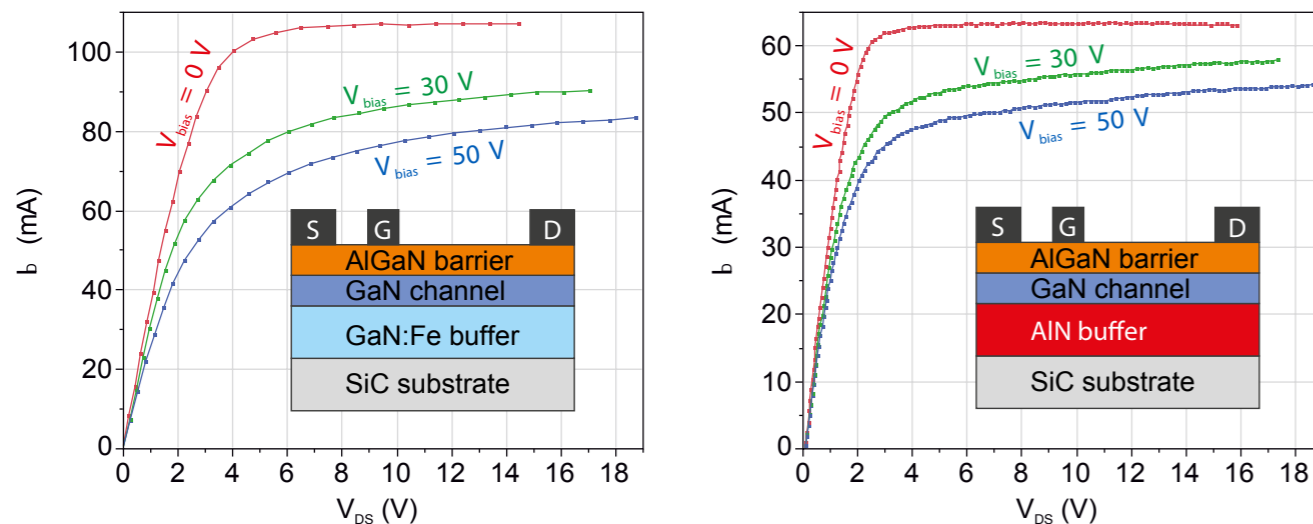 I_D (mA)
100
80
60
40
20
0
V_bias = 0 V
V_bias = 30 V
V_bias = 50 V
S G D
AlGaN barrier
GaN channel
GaN:Fe buffer
SiC substrate
0 2 4 6 8 10 12 14 16 18
V_DS (V)
I_D (mA)
60
50
40
30
20
10
0
V_bias = 0 V
V_bias = 30 V
V_bias = 50 V
S G D
AlGaN barrier
GaN channel
AlN buffer
SiC substrate
0 2 4 6 8 10 12 14 16 18
V_DS (V)